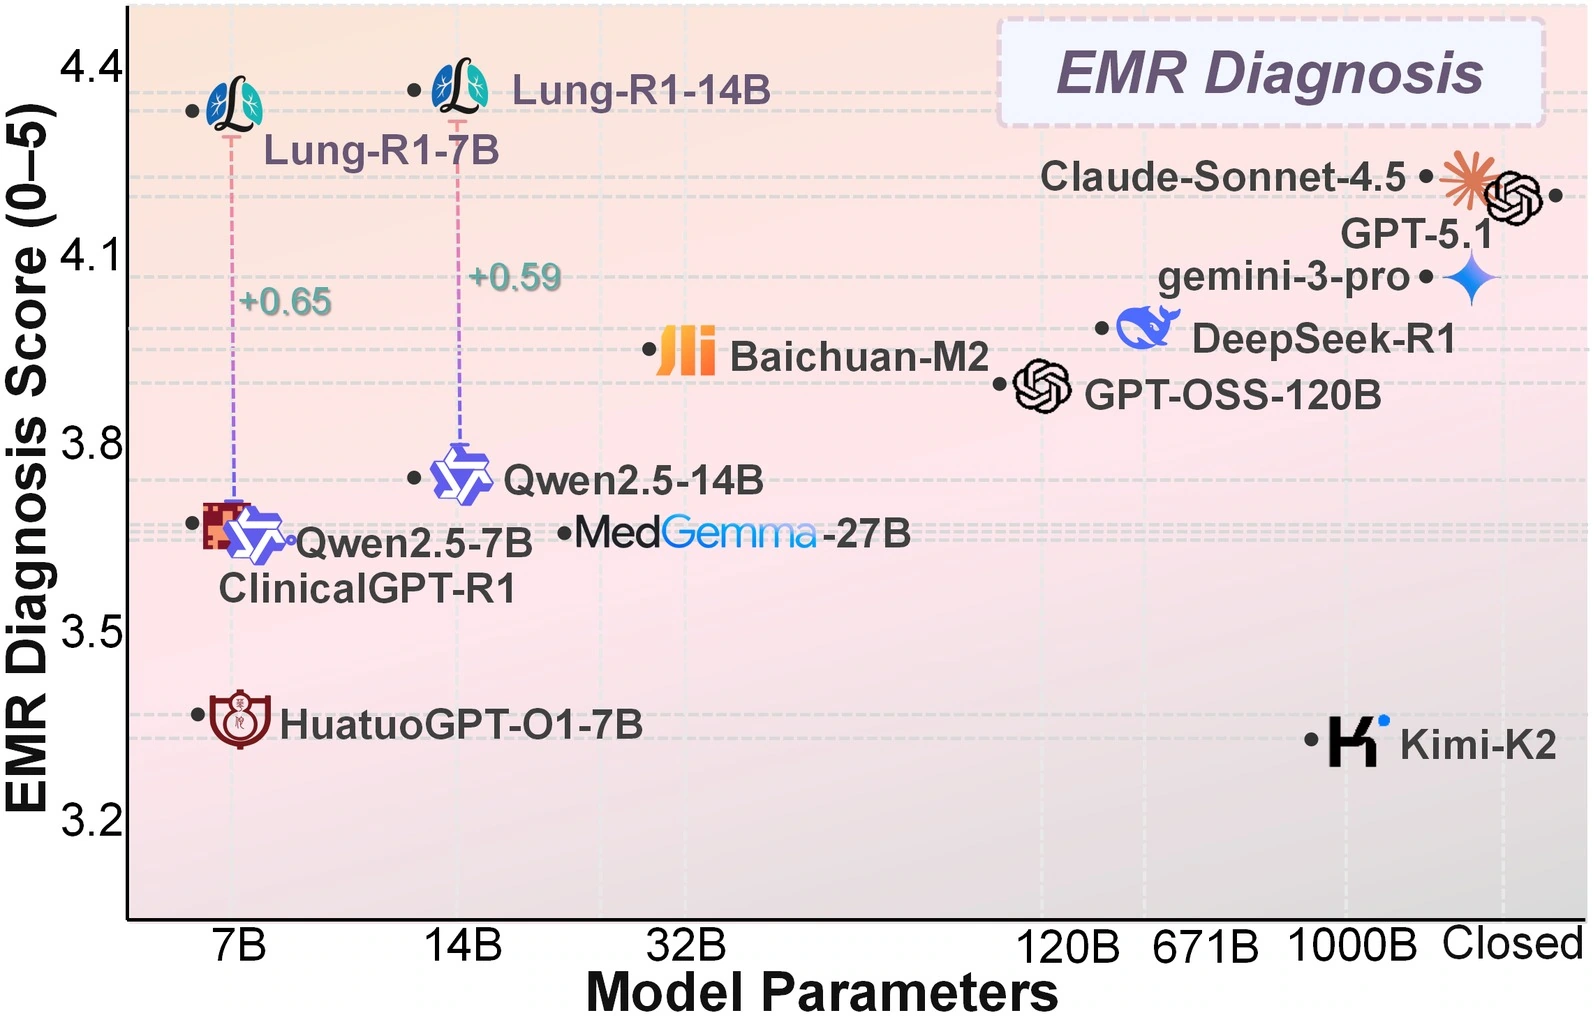 EMR Diagnosis
EMR Diagnosis Score (0–5)
4.4
4.1
3.8
3.5
3.2
Lung-R1-14B
Lung-R1-7B
Claude-Sonnet-4.5
GPT-5.1
gemini-3-pro
+0.59
+0.65
DeepSeek-R1
Baichuan-M2
GPT-OSS-120B
Qwen2.5-14B
Qwen2.5-7B
MedGemma-27B
ClinicalGPT-R1
HuatuoGPT-O1-7B
Kimi-K2
7B 14B 32B 120B 671B 1000B Closed
Model Parameters